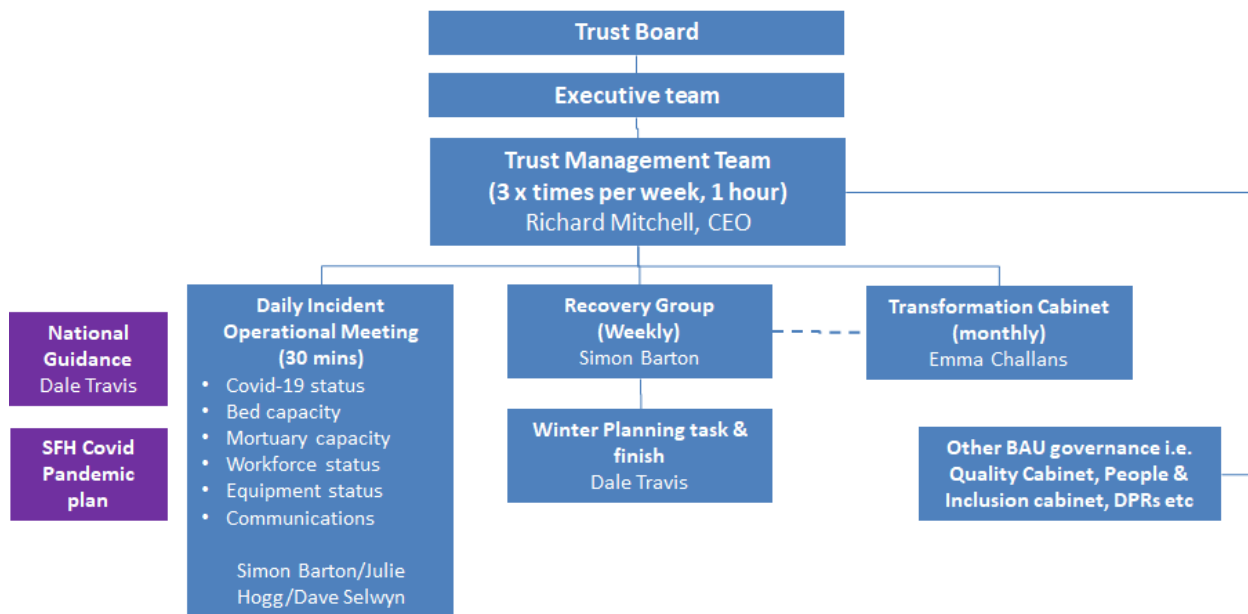 Trust Board
Executive team
Trust Management Team
(3 x times per week, 1 hour)
Richard Mitchell, CEO
National
Guidance
Dale Travis
SFH Covid
Pandemic
plan
Daily Incident
Operational Meeting
(30 mins)
• Covid-19 status
• Bed capacity
• Mortuary capacity
• Workforce status
• Equipment status
• Communications
Simon Barton/Julie
Hogg/Dave Selwyn
Recovery Group
(Weekly)
Simon Barton
Winter Planning task &
finish
Dale Travis
Transformation Cabinet
(monthly)
Emma Challans
Other BAU governance i.e.
Quality Cabinet, People &
Inclusion cabinet, DPRs etc